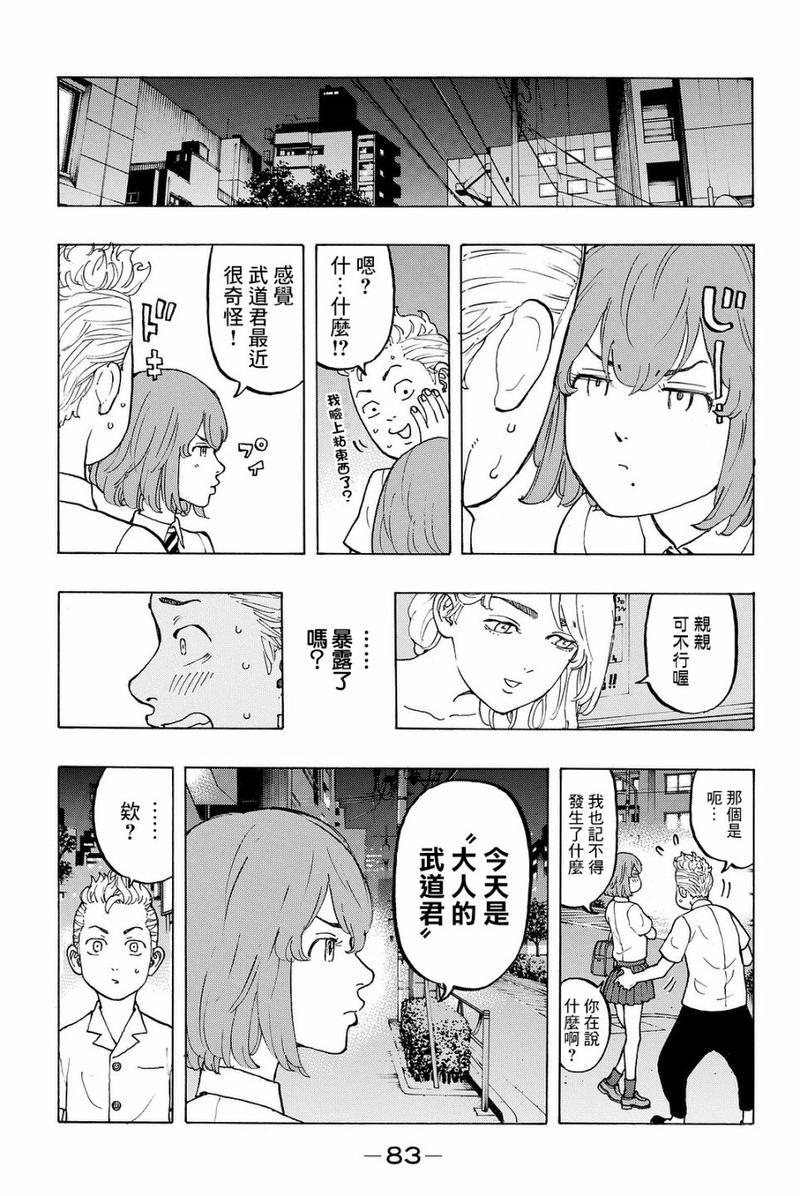 じ
嗯?
什…什麼!?
我臉上粘東西了?
感覺
武道君最近
很奇怪!
ドキ
プイ
親親
可不行喔
……
暴露了
嗎?
那個是
呃…
我也記不得
發生了什麼
你在說
什麼啊?
今天是
〝大人的
武道君〞
……
欸?
—83—